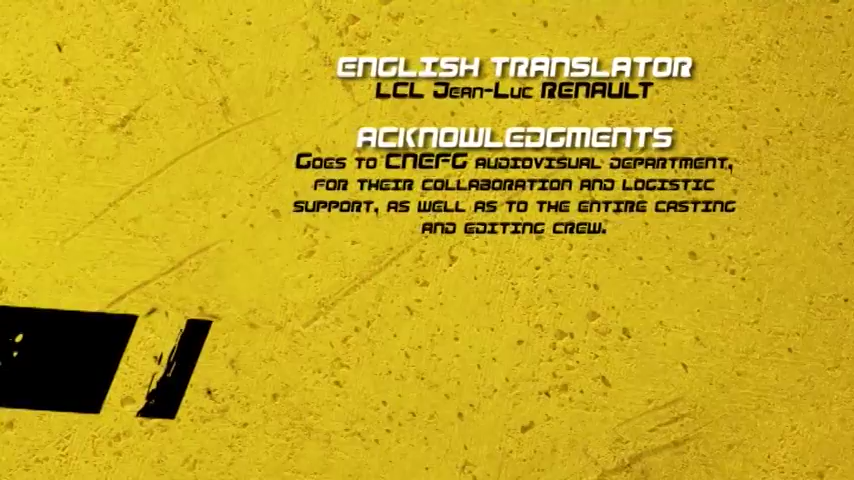 ENGLISH TRANSLATOR
LCL Jean-Luc RENAULT
ACKNOWLEDGMENTS
Goes to CNEFG audiovisual department,
for their collaboration and logistic
support, as well as to the entire casting
and editing crew.